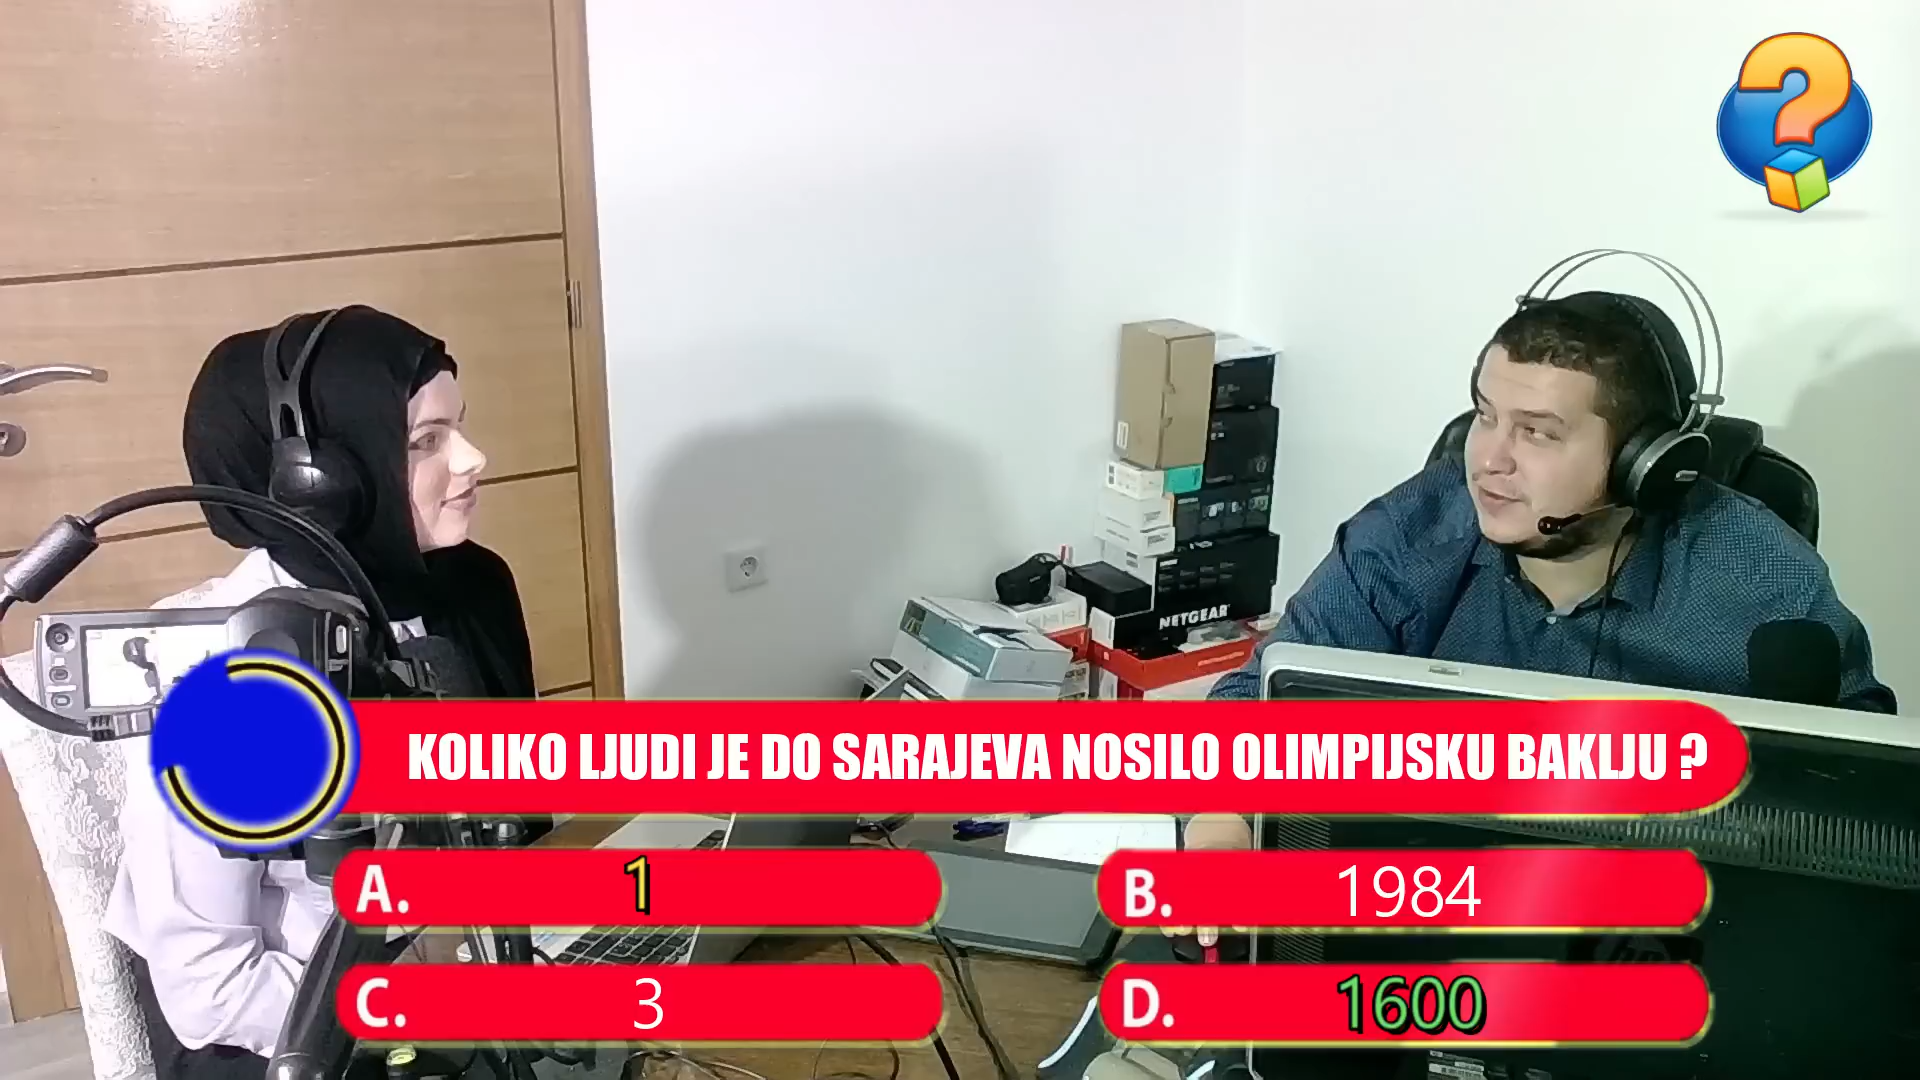 NETGEAR
KOLIKO LJUDI JE DO SARAJEVA NOSILO OLIMPIJSKU BAKLJU ?
A. 1
B. 1984
C. 3
D. 1600